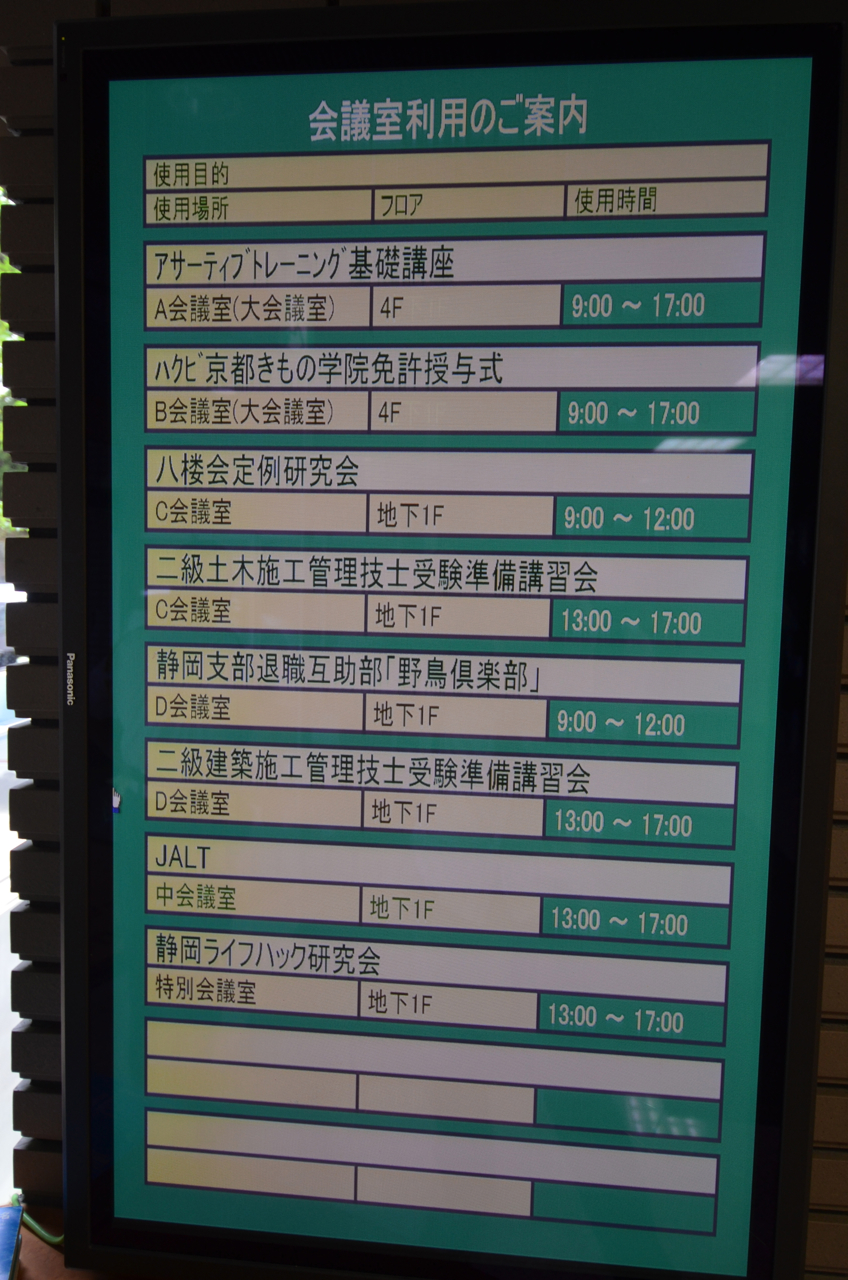 会議室利用のご案内
使用目的
使用場所 フロア 使用時間
アサーティブトレーニング基礎講座
A会議室(大会議室) 4F 9:00 ～ 17:00
ハクビ京都きもの学院免許授与式
B会議室(大会議室) 4F 9:00 ～ 17:00
八楼会定例研究会
C会議室 地下1F 9:00 ～ 12:00
二級土木施工管理技士受験準備講習会
C会議室 地下1F 13:00 ～ 17:00
静岡支部退職互助部「野鳥倶楽部」
D会議室 地下1F 9:00 ～ 12:00
二級建築施工管理技士受験準備講習会
D会議室 地下1F 13:00 ～ 17:00
JALT
中会議室 地下1F 13:00 ～ 17:00
静岡ライフハック研究会
特別会議室 地下1F 13:00 ～ 17:00
Panasonic